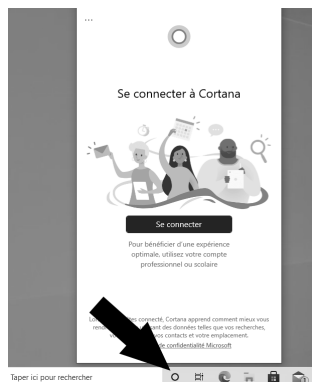 ...
Se connecter à Cortana
Se connecter
Pour bénéficier d'une expérience
optimale, utilisez votre compte
professionnel ou scolaire
connecté, Cortana apprend comment mieux vous
des données telles que vos recherches,
vos contacts et votre emplacement.
de confidentialité Microsoft
Taper ici pour rechercher